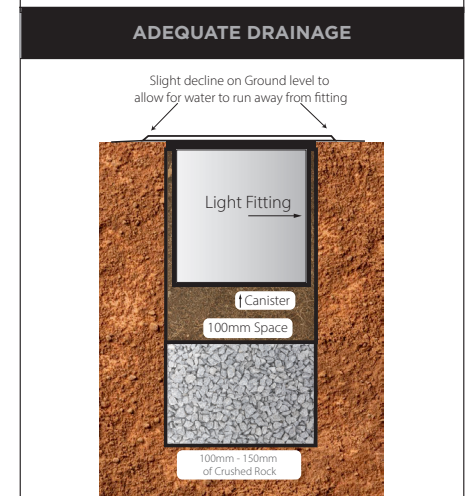 ADEQUATE DRAINAGE
Slight decline on Ground level to
allow for water to run away from fitting
Light Fitting
Canister
100mm Space
100mm - 150mm
of Crushed Rock